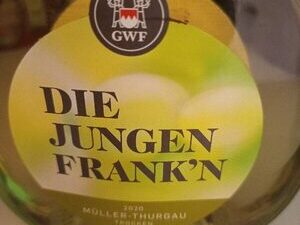 GWF
DIE
JUNGEN
FRANK'N
2020
MÜLLER-THURGAU
TROCKEN